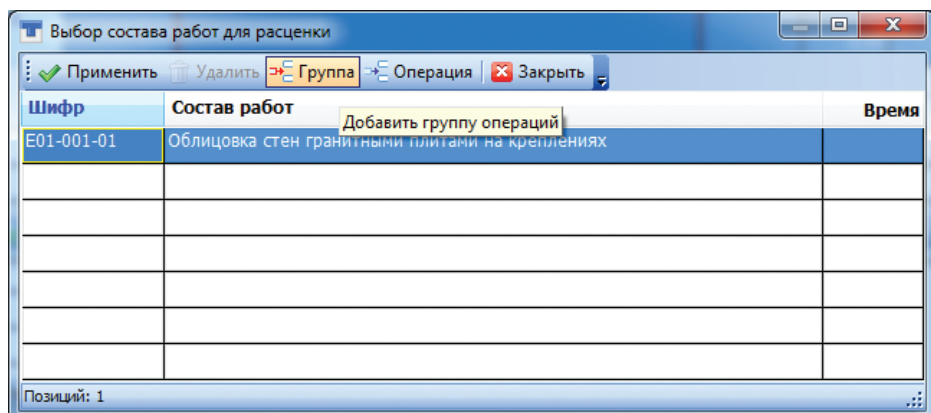 Выбор состава работ для расценки
Применить Удалить Группа Операция Закрыть
Шифр Состав работ Время
Добавить группу операций
E01-001-01 Облицовка стен гранитными плитами на креплениях
Позиций: 1